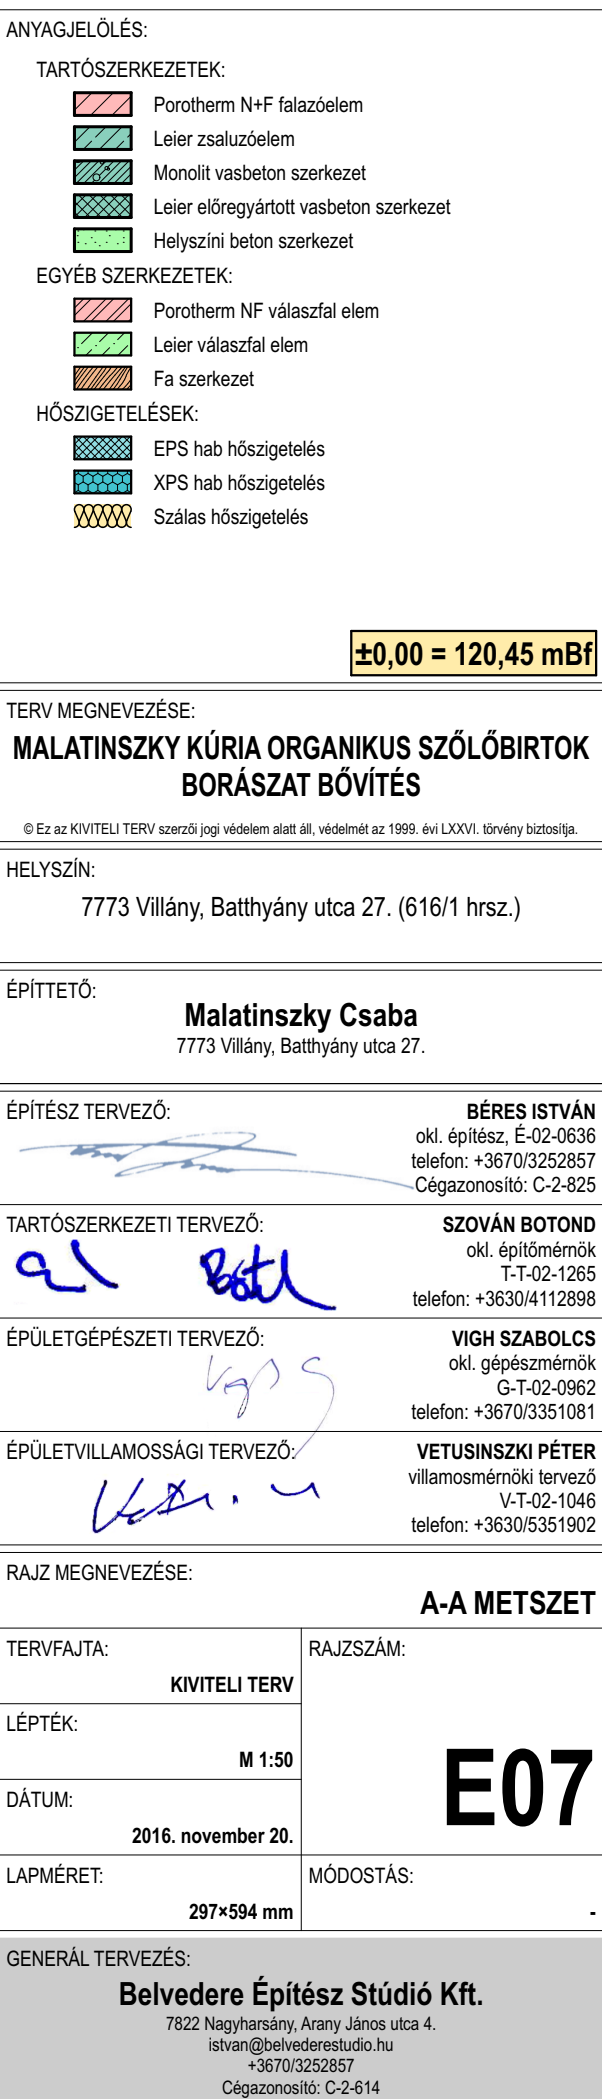 ANYAGJELÖLÉS:
TARTÓSZERKEZETEK:
Porotherm N+F falazóelem
Leier zsaluzóelem
Monolit vasbeton szerkezet
Leier előregyártott vasbeton szerkezet
Helyszíni beton szerkezet
EGYÉB SZERKEZETEK:
Porotherm NF válaszfal elem
Leier válaszfal elem
Fa szerkezet
HŐSZIGETELÉSEK:
EPS hab hőszigetelés
XPS hab hőszigetelés
Szálas hőszigetelés
±0,00 = 120,45 mBf
TERV MEGNEVEZÉSE:
MALATINSZKY KÚRIA ORGANIKUS SZŐLŐBIRTOK
BORÁSZAT BŐVÍTÉS
© Ez az KIVITELI TERV szerzői jogi védelem alatt áll, védelmét az 1999. évi LXXVI. törvény biztosítja.
HELYSZÍN:
7773 Villány, Batthyány utca 27. (616/1 hrsz.)
ÉPÍTTETŐ:
Malatinszky Csaba
7773 Villány, Batthyány utca 27.
ÉPÍTÉSZ TERVEZŐ:
BÉRES ISTVÁN
okl. építész, É-02-0636
telefon: +3670/3252857
Cégazonosító: C-2-825
TARTÓSZERKEZETI TERVEZŐ:
SZOVÁN BOTOND
okl. építőmérnök
T-T-02-1265
telefon: +3630/4112898
ÉPÜLETGÉPÉSZETI TERVEZŐ:
VIGH SZABOLCS
okl. gépészmérnök
G-T-02-0962
telefon: +3670/3351081
ÉPÜLETVILLAMOSSÁGI TERVEZŐ:
VETUSINSZKI PÉTER
villamosmérnöki tervező
V-T-02-1046
telefon: +3630/5351902
RAJZ MEGNEVEZÉSE:
A-A METSZET
TERVFAJTA:
KIVITELI TERV
RAJZSZÁM:
E07
LÉPTÉK:
M 1:50
DÁTUM:
2016. november 20.
LAPMÉRET:
297×594 mm
MÓDOSTÁS:
-
GENERÁL TERVEZÉS:
Belvedere Építész Stúdió Kft.
7822 Nagyharsány, Arany János utca 4.
istvan@belvederestudio.hu
+3670/3252857
Cégazonosító: C-2-614